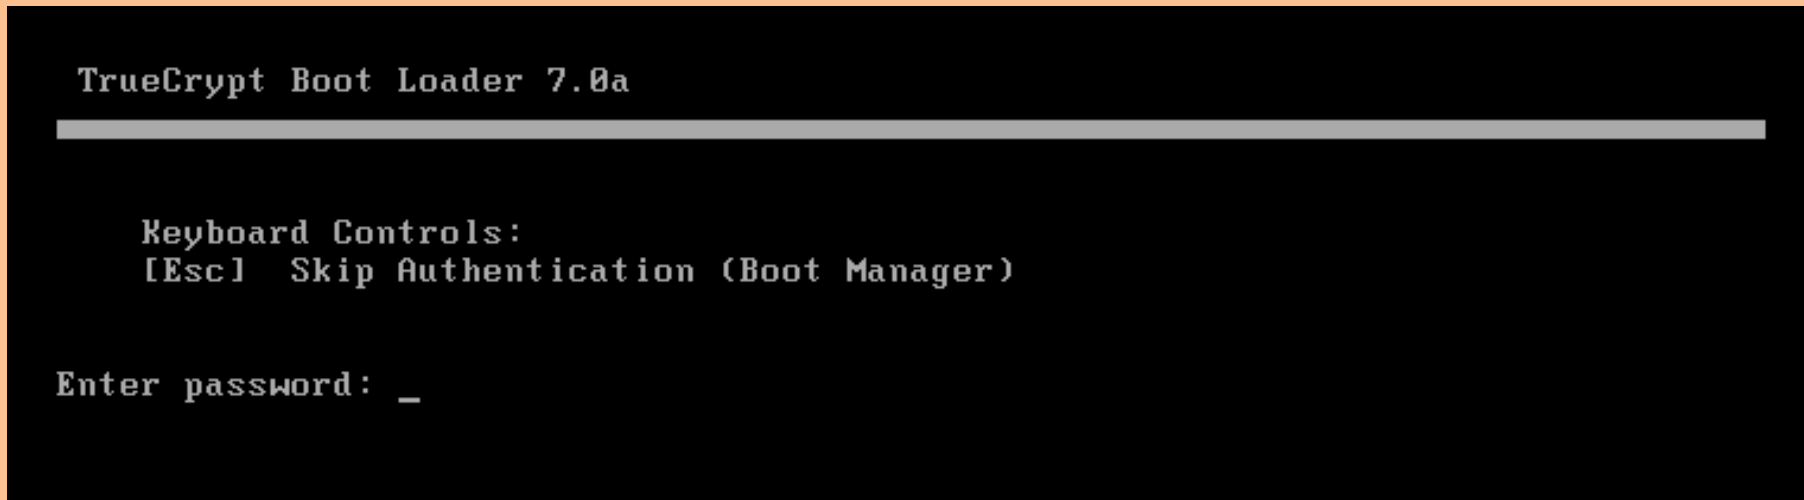 TrueCrypt Boot Loader 7.0a
Keyboard Controls:
[Esc]  Skip Authentication (Boot Manager)
Enter password: _